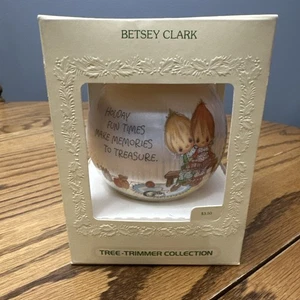 BETSEY CLARK
HOLIDAY
FUN TIMES
MAKE MEMORIES
TO TREASURE.
TREE-TRIMMER COLLECTION